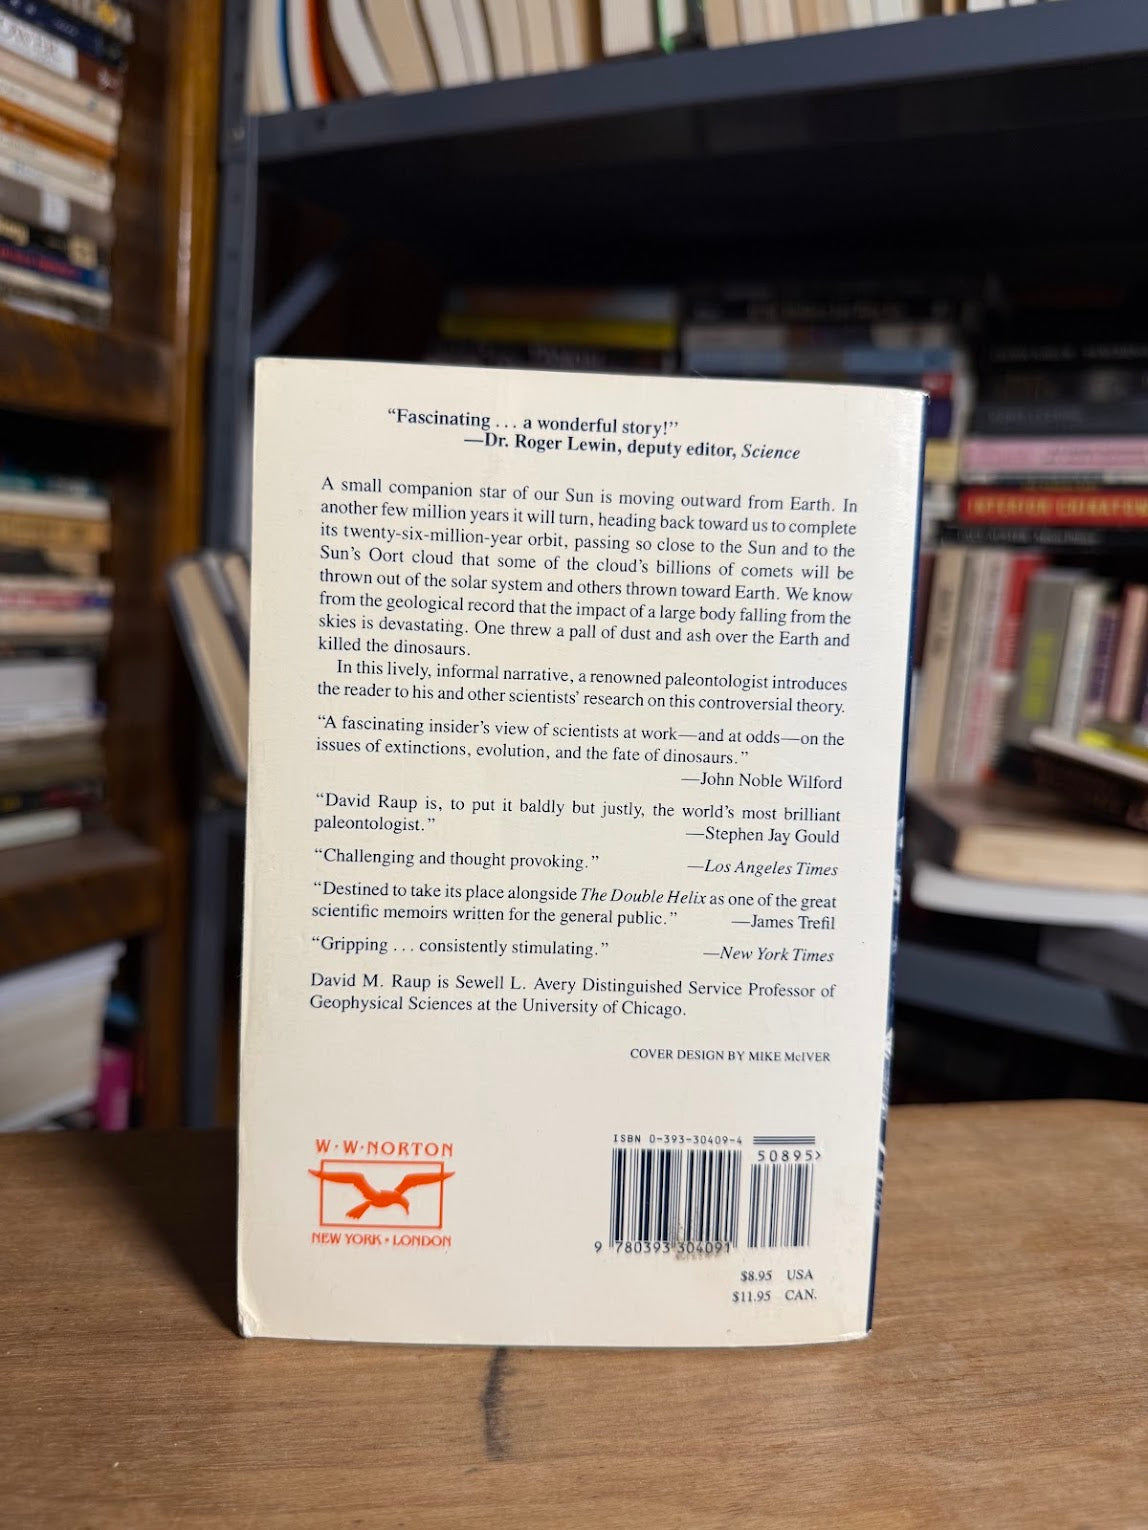 “Fascinating . . . a wonderful story!”
—Dr. Roger Lewin, deputy editor, Science
A small companion star of our Sun is moving outward from Earth. In
another few million years it will turn, heading back toward us to complete
its twenty-six-million-year orbit, passing so close to the Sun and to the
Sun’s Oort cloud that some of the cloud’s billions of comets will be
thrown out of the solar system and others thrown toward Earth. We know
from the geological record that the impact of a large body falling from the
skies is devastating. One threw a pall of dust and ash over the Earth and
killed the dinosaurs.
In this lively, informal narrative, a renowned paleontologist introduces
the reader to his and other scientists’ research on this controversial theory.
“A fascinating insider’s view of scientists at work—and at odds—on the
issues of extinctions, evolution, and the fate of dinosaurs.”
—John Noble Wilford
“David Raup is, to put it baldly but justly, the world’s most brilliant
paleontologist.” —Stephen Jay Gould
“Challenging and thought provoking.” —Los Angeles Times
“Destined to take its place alongside The Double Helix as one of the great
scientific memoirs written for the general public.” —James Trefil
“Gripping . . . consistently stimulating.” —New York Times
David M. Raup is Sewell L. Avery Distinguished Service Professor of
Geophysical Sciences at the University of Chicago.
COVER DESIGN BY MIKE McIVER
W·W·NORTON
NEW YORK • LONDON
ISBN 0-393-30409-4
50895>
9 780393 304091
$8.95 USA
$11.95 CAN.